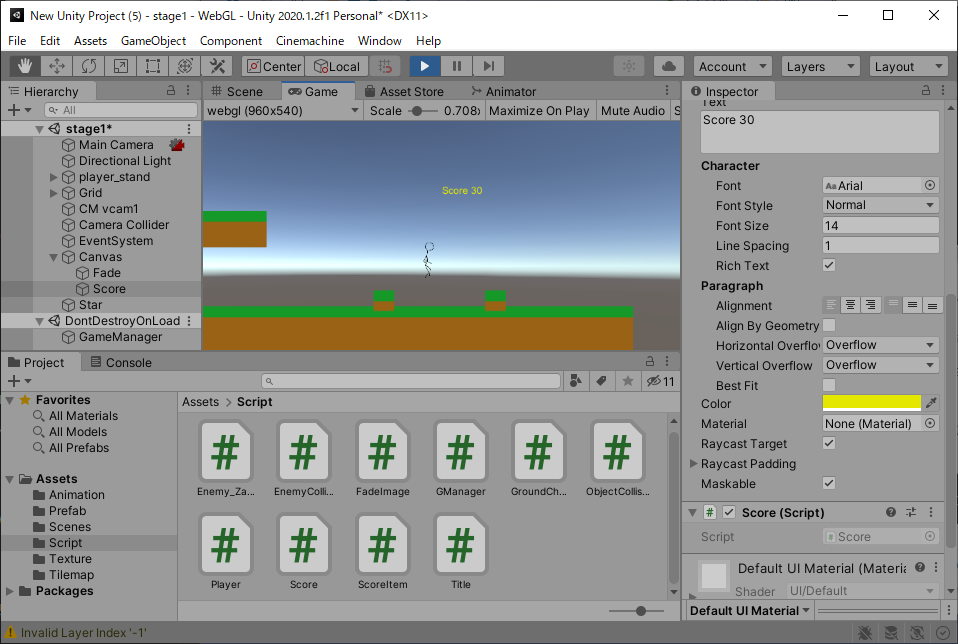 New Unity Project (5) - stage1 - WebGL - Unity 2020.1.2f1 Personal* <DX11>
File Edit Assets GameObject Component Cinemachine Window Help
Center Local Account Layers Layout
Hierarchy
All
stage1*
Main Camera
Directional Light
player_stand
Grid
CM vcam1
Camera Collider
EventSystem
Canvas
Fade
Score
Star
DontDestroyOnLoad
GameManager
Scene Game Asset Store Animator
webgl (960x540) Scale 0.708x Maximize On Play Mute Audio S
Score 30
Inspector
Text
Score 30
Character
Font Arial
Font Style Normal
Font Size 14
Line Spacing 1
Rich Text
Paragraph
Alignment
Align By Geometry
Horizontal Overflow Overflow
Vertical Overflow Overflow
Best Fit
Color
Material None (Material)
Raycast Target
Raycast Padding
Maskable
Score (Script)
Script Score
Default UI Material (Materia
Shader UI/Default
Default UI Material
Project Console
11
Favorites
All Materials
All Models
All Prefabs
Assets
Animation
Prefab
Scenes
Script
Texture
Tilemap
Packages
Assets > Script
Enemy_Za... EnemyColli... FadeImage GManager GroundCh... ObjectCollis...
Player Score ScoreItem Title
Invalid Layer Index '-1'